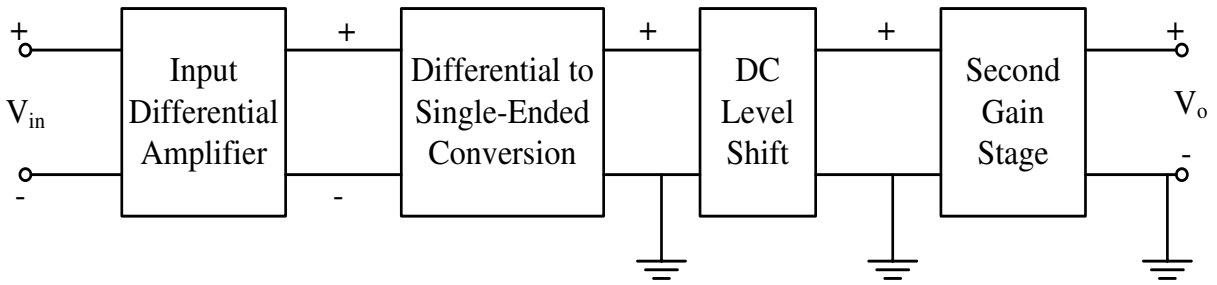 + + + + +
V_in
Input
Differential
Amplifier
Differential to
Single-Ended
Conversion
DC
Level
Shift
Second
Gain
Stage
V_o
- - -